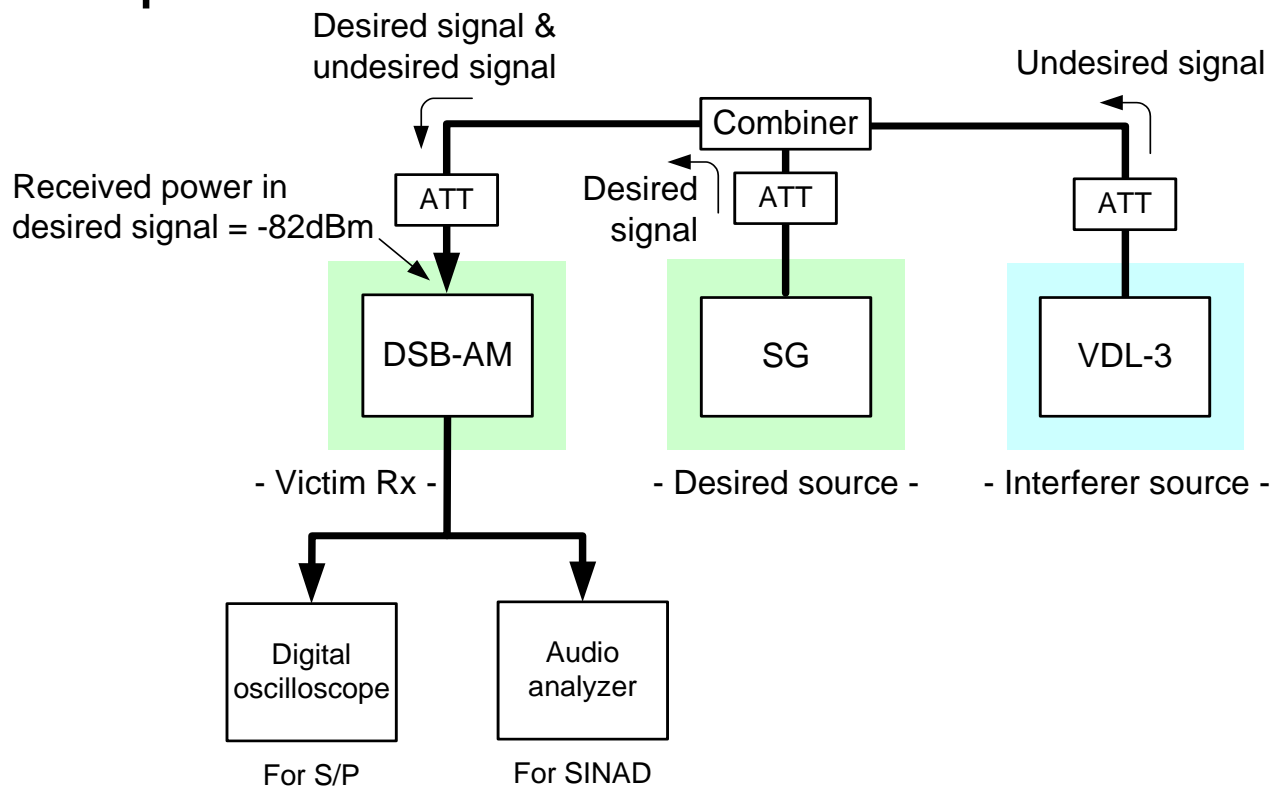 Desired signal &
undesired signal
Undesired signal
Combiner
Received power in
desired signal = -82dBm
ATT
Desired
signal
ATT
ATT
DSB-AM
SG
VDL-3
- Victim Rx -
- Desired source -
- Interferer source -
Digital
oscilloscope
Audio
analyzer
For S/P
For SINAD